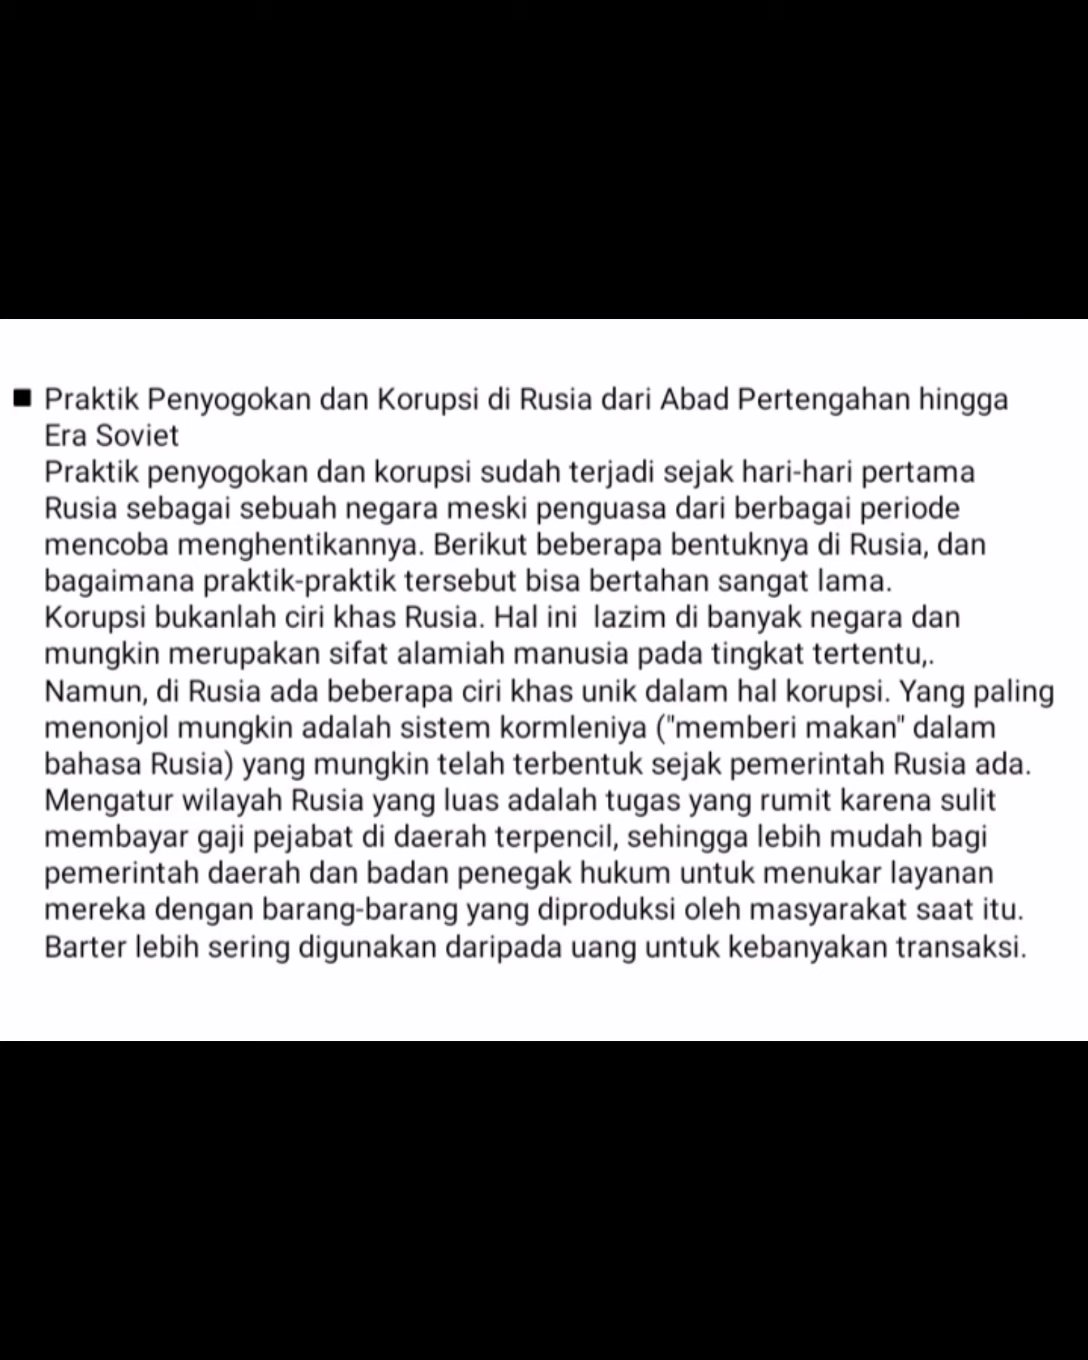 ■ Praktik Penyogokan dan Korupsi di Rusia dari Abad Pertengahan hingga
Era Soviet
Praktik penyogokan dan korupsi sudah terjadi sejak hari-hari pertama
Rusia sebagai sebuah negara meski penguasa dari berbagai periode
mencoba menghentikannya. Berikut beberapa bentuknya di Rusia, dan
bagaimana praktik-praktik tersebut bisa bertahan sangat lama.
Korupsi bukanlah ciri khas Rusia. Hal ini  lazim di banyak negara dan
mungkin merupakan sifat alamiah manusia pada tingkat tertentu,.
Namun, di Rusia ada beberapa ciri khas unik dalam hal korupsi. Yang paling
menonjol mungkin adalah sistem kormleniya ("memberi makan" dalam
bahasa Rusia) yang mungkin telah terbentuk sejak pemerintah Rusia ada.
Mengatur wilayah Rusia yang luas adalah tugas yang rumit karena sulit
membayar gaji pejabat di daerah terpencil, sehingga lebih mudah bagi
pemerintah daerah dan badan penegak hukum untuk menukar layanan
mereka dengan barang-barang yang diproduksi oleh masyarakat saat itu.
Barter lebih sering digunakan daripada uang untuk kebanyakan transaksi.